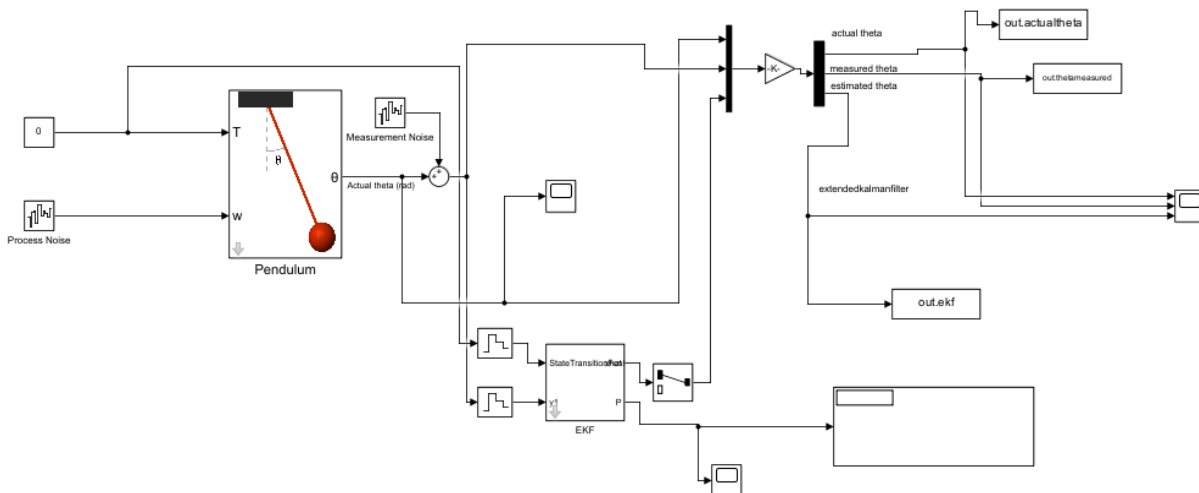 out.actualtheta
actual theta
-K-
measured theta
out.thetameasured
estimated theta
0
T
θ
Measurement Noise
θ
Actual theta (rad)
+
+
extendedkalmanfilter
w
Process Noise
Pendulum
out.ekf
StateTransitionFcn
P
EKF